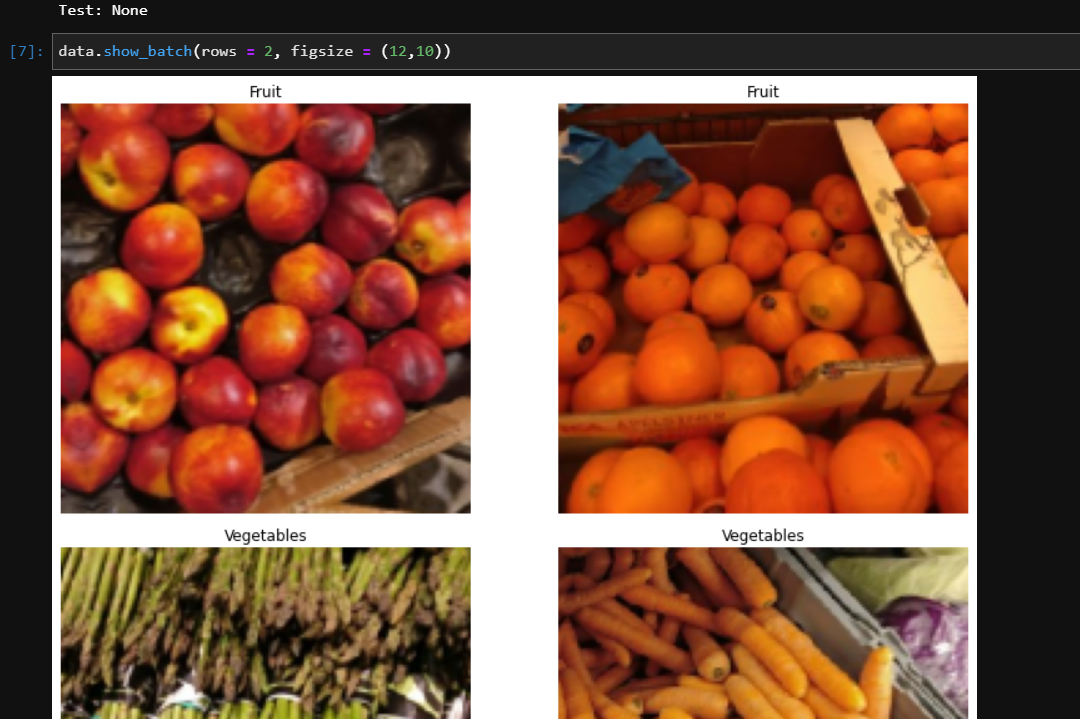 Test: None
[7]: data.show_batch(rows = 2, figsize = (12,10))
Fruit
Fruit
Vegetables
Vegetables